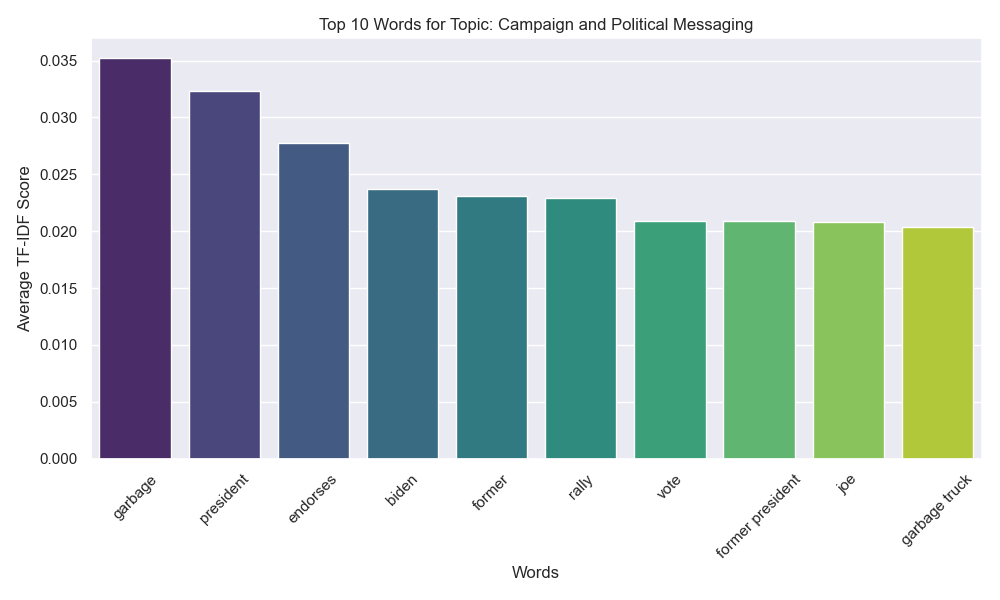 Top 10 Words for Topic: Campaign and Political Messaging
Average TF-IDF Score
0.035
0.030
0.025
0.020
0.015
0.010
0.005
0.000
garbage
president
endorses
biden
former
rally
vote
former president
joe
garbage truck
Words